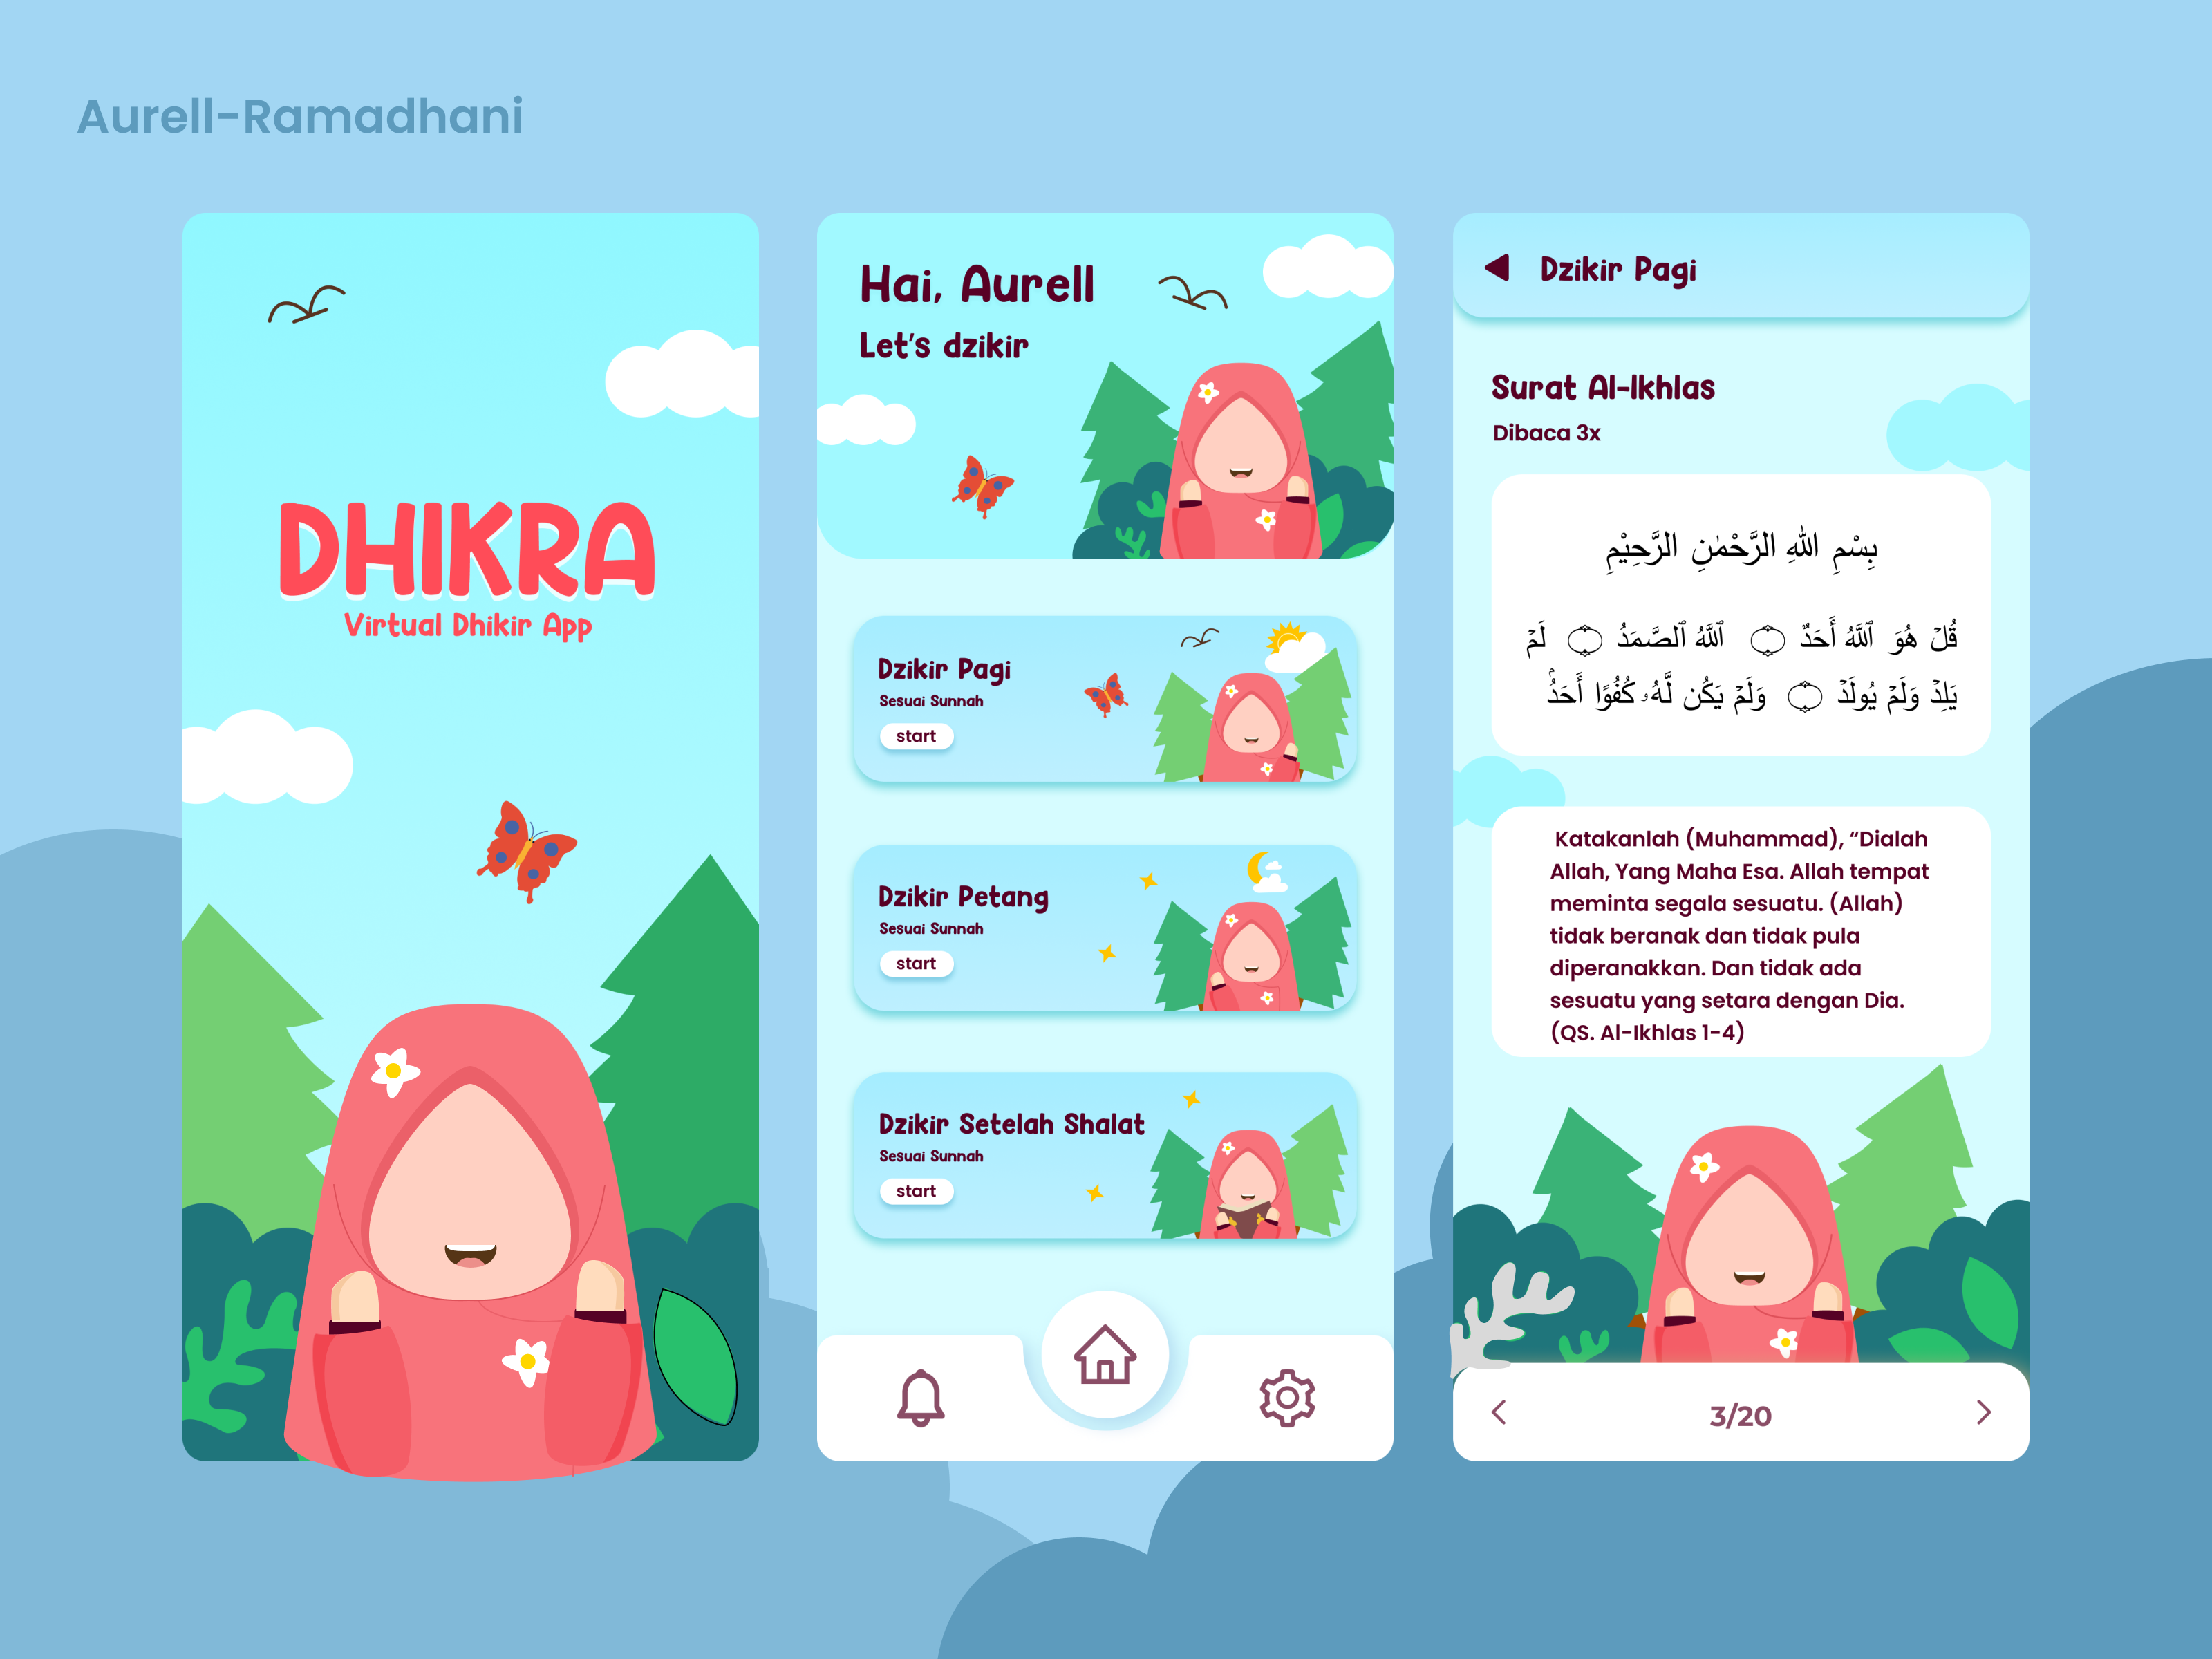 Aurell-Ramadhani
DHIKRA
Virtual Dhikir App
Hai, Aurell
Let's dzikir
Dzikir Pagi
Sesuai Sunnah
start
Dzikir Petang
Sesuai Sunnah
start
Dzikir Setelah Shalat
Sesuai Sunnah
start
Dzikir Pagi
Surat Al-Ikhlas
Dibaca 3x
بِسْمِ اللهِ الرَّحْمٰنِ الرَّحِيْمِ
قُلْ هُوَ ٱللَّهُ أَحَدٌ ۝ ٱللَّهُ ٱلصَّمَدُ ۝ لَمْ
يَلِدْ وَلَمْ يُولَدْ ۝ وَلَمْ يَكُن لَّهُۥ كُفُوًا أَحَدٌۢ
Katakanlah (Muhammad), “Dialah
Allah, Yang Maha Esa. Allah tempat
meminta segala sesuatu. (Allah)
tidak beranak dan tidak pula
diperanakkan. Dan tidak ada
sesuatu yang setara dengan Dia.
(QS. Al-Ikhlas 1-4)
3/20